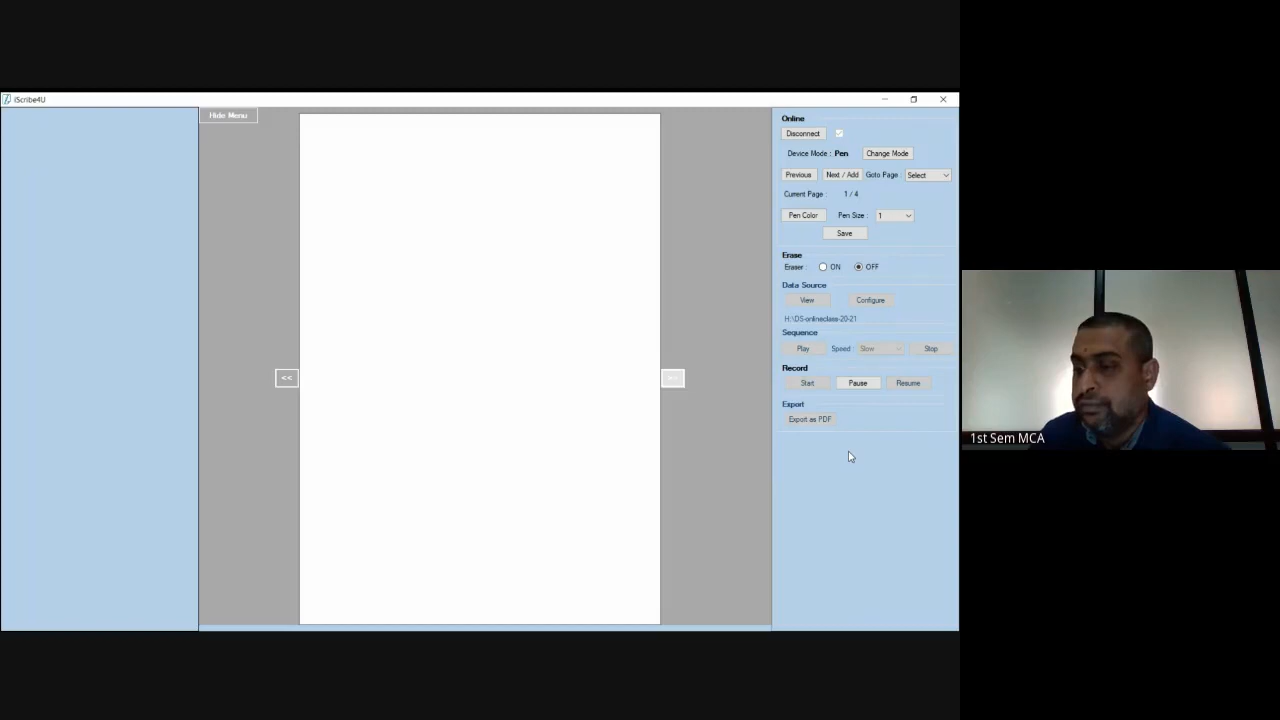 iScribe4U
Hide Menu
Online
Disconnect
Device Mode : Pen Change Mode
Previous Next / Add Goto Page : Select
Current Page : 1 / 4
Pen Color Pen Size : 1
Save
Erase
Eraser : ON OFF
Data Source
View Configure
H:\DS-onlineclass-20-21
Sequence
Play Speed : Slow Stop
Record
Start Pause Resume
Export
Export as PDF
<<
>>
1st Sem MCA